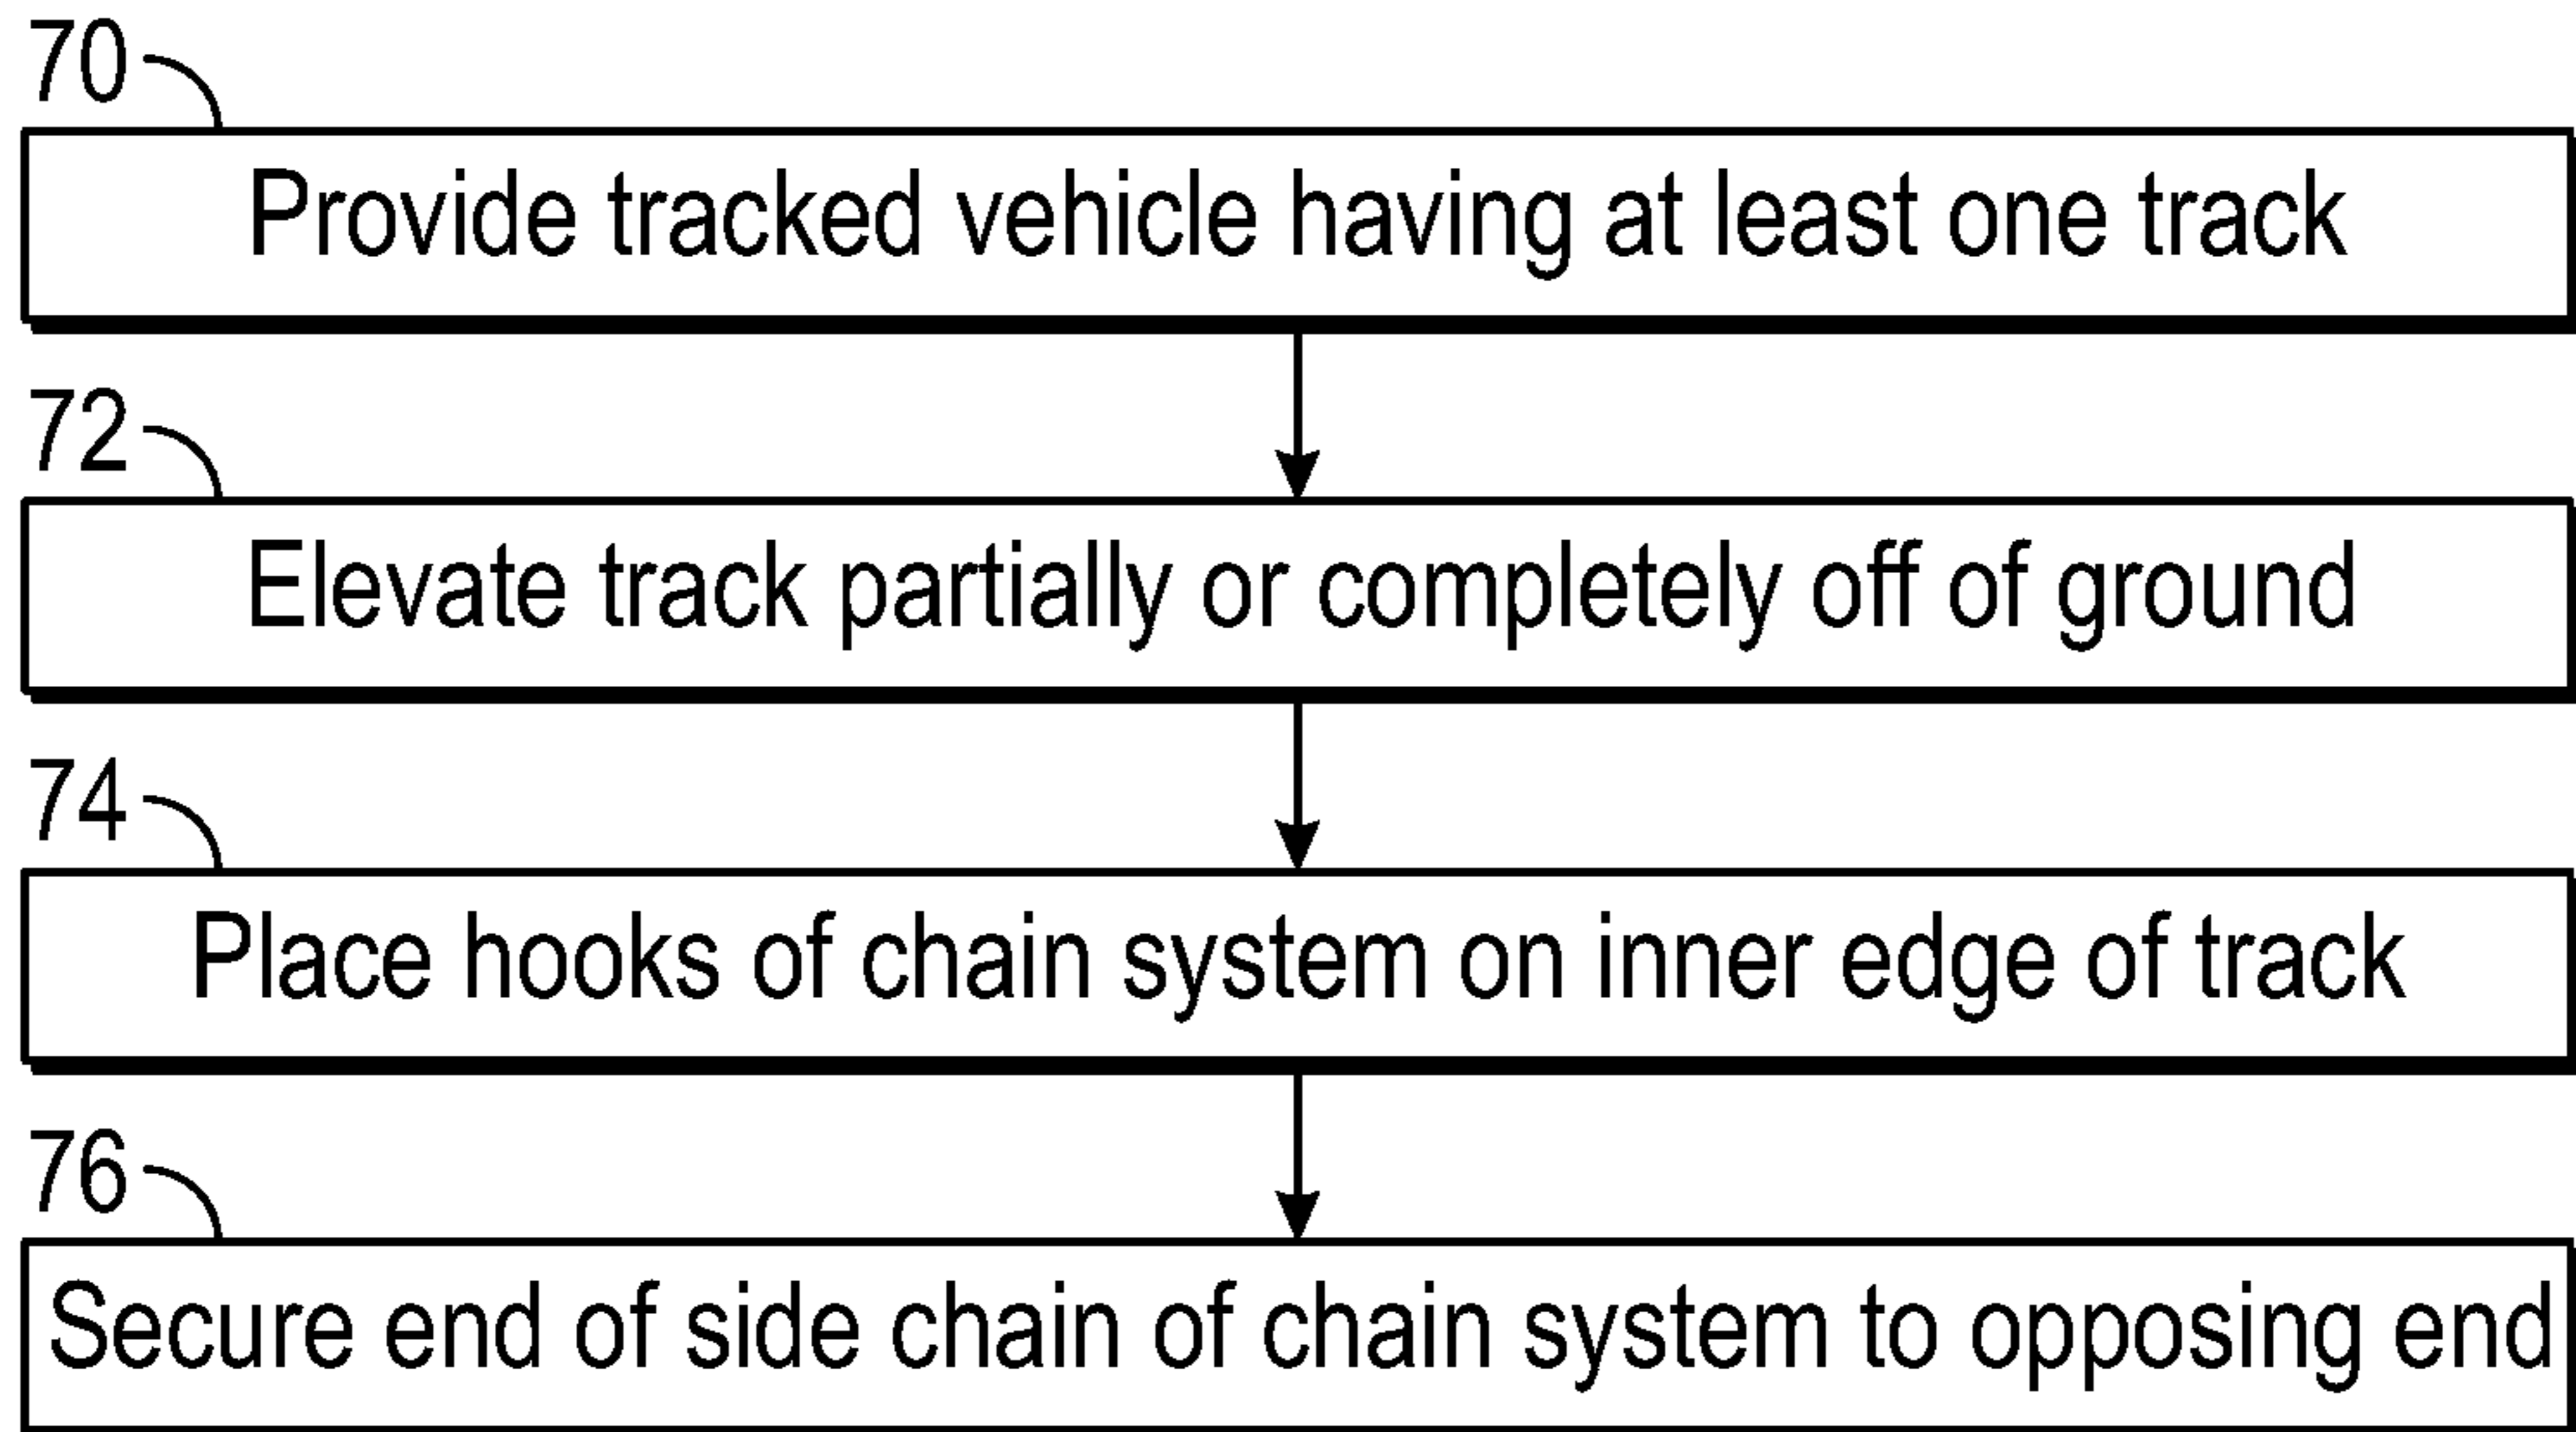 70
Provide tracked vehicle having at least one track
72
Elevate track partially or completely off of ground
74
Place hooks of chain system on inner edge of track
76
Secure end of side chain of chain system to opposing end